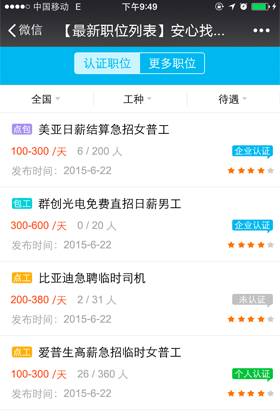 中国移动 E 下午9:49
微信 【最新职位列表】安心找...
认证职位 更多职位
全国 工种 待遇
点包 美亚日薪结算急招女普工
100-300 /天 6 / 200 人 企业认证
发布时间：2015-6-22
包工 群创光电免费直招日薪男工
300-600 /天 0 / 20 人 企业认证
发布时间：2015-6-22
点工 比亚迪急聘临时司机
200-380 /天 2 / 31 人 未认证
发布时间：2015-6-22
点工 爱普生高薪急招临时女普工
100-300 /天 26 / 360 人 个人认证
发布时间：2015-6-22